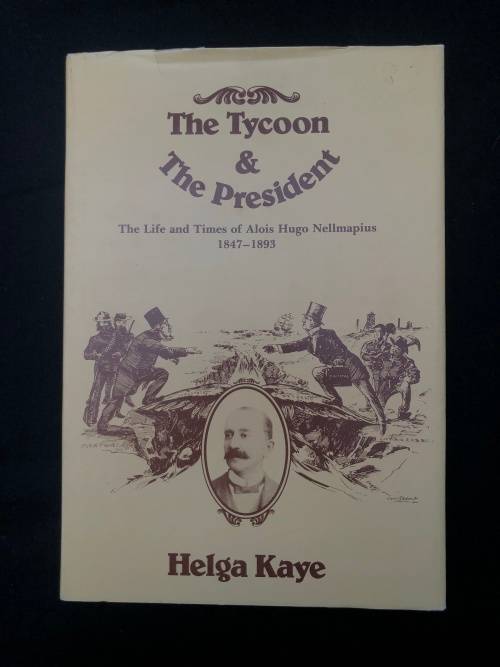 The Tycoon
&
The President
The Life and Times of Alois Hugo Nellmapius
1847–1893
Helga Kaye